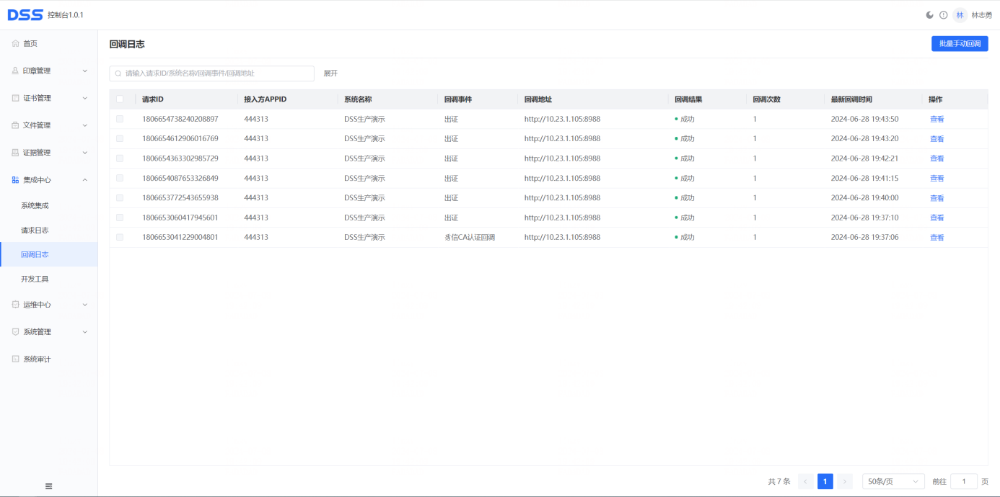 DSS 控制台1.0.1
林 林志勇
首页
印章管理
证书管理
文件管理
证据管理
集成中心
系统集成
请求日志
回调日志
开发工具
运维中心
系统管理
系统审计
回调日志 批量手动回调
请输入请求ID/系统名称/回调事件/回调地址 展开
请求ID 接入方APPID 系统名称 回调事件 回调地址 回调结果 回调次数 最新回调时间 操作
1806654738240208897 444313 DSS生产演示 出证 http://10.23.1.105:8988 成功 1 2024-06-28 19:43:50 查看
1806654612906016769 444313 DSS生产演示 出证 http://10.23.1.105:8988 成功 1 2024-06-28 19:43:20 查看
1806654363302985729 444313 DSS生产演示 出证 http://10.23.1.105:8988 成功 1 2024-06-28 19:42:21 查看
1806654087653326849 444313 DSS生产演示 出证 http://10.23.1.105:8988 成功 1 2024-06-28 19:41:15 查看
1806653772543655938 444313 DSS生产演示 出证 http://10.23.1.105:8988 成功 1 2024-06-28 19:40:00 查看
1806653060417945601 444313 DSS生产演示 出证 http://10.23.1.105:8988 成功 1 2024-06-28 19:37:10 查看
1806653041229004801 444313 DSS生产演示 信CA认证回调 http://10.23.1.105:8988 成功 1 2024-06-28 19:37:06 查看
共 7 条 1 50条/页 前往 1 页